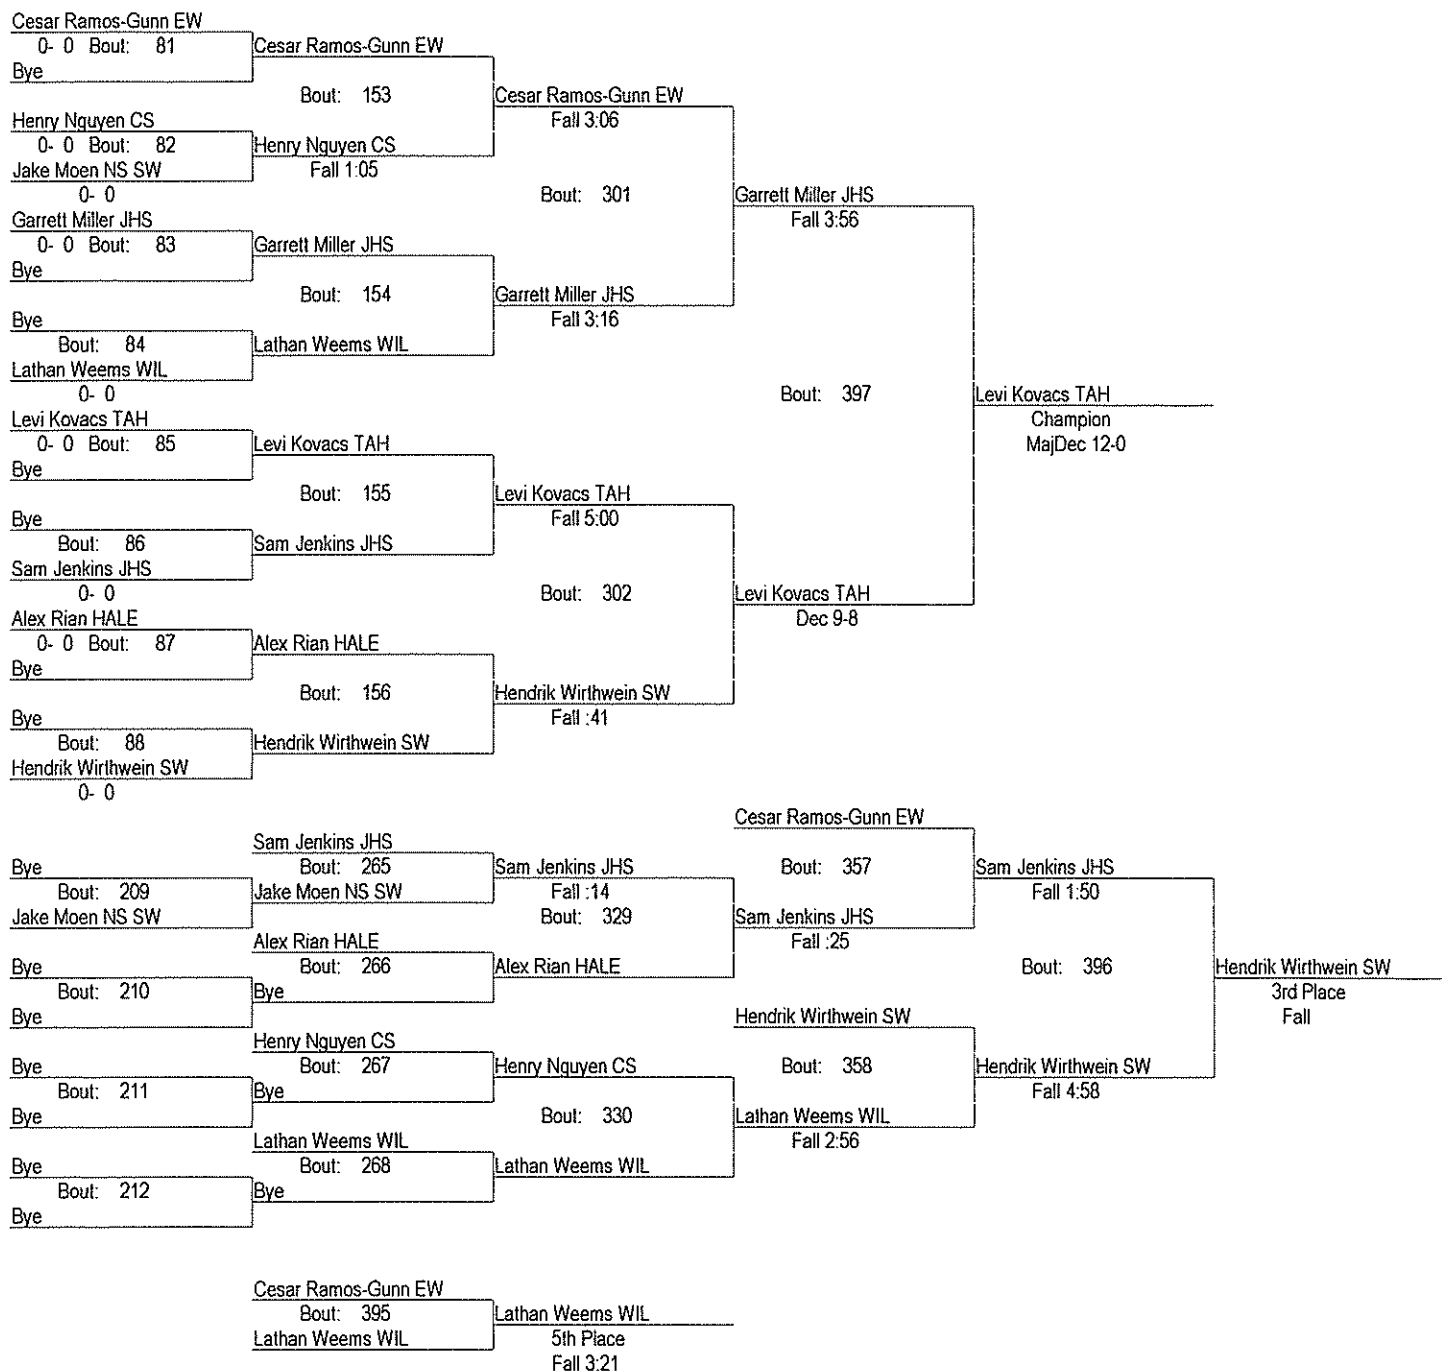 Cesar Ramos-Gunn EW
0- 0 Bout: 81
Bye
Cesar Ramos-Gunn EW
Bout: 153
Cesar Ramos-Gunn EW
Fall 3:06
Henry Nguyen CS
0- 0 Bout: 82
Jake Moen NS SW
0- 0
Henry Nguyen CS
Fall 1:05
Bout: 301
Garrett Miller JHS
Fall 3:56
Garrett Miller JHS
0- 0 Bout: 83
Bye
Garrett Miller JHS
Bout: 154
Garrett Miller JHS
Fall 3:16
Bye
Bout: 84
Lathan Weems WIL
0- 0
Lathan Weems WIL
Bout: 397
Levi Kovacs TAH
Champion
MajDec 12-0
Levi Kovacs TAH
0- 0 Bout: 85
Bye
Levi Kovacs TAH
Bout: 155
Levi Kovacs TAH
Fall 5:00
Bye
Bout: 86
Sam Jenkins JHS
0- 0
Sam Jenkins JHS
Bout: 302
Levi Kovacs TAH
Dec 9-8
Alex Rian HALE
0- 0 Bout: 87
Bye
Alex Rian HALE
Bout: 156
Hendrik Wirthwein SW
Fall :41
Bye
Bout: 88
Hendrik Wirthwein SW
0- 0
Hendrik Wirthwein SW
Bye
Bout: 209
Jake Moen NS SW
Sam Jenkins JHS
Bout: 265
Jake Moen NS SW
Sam Jenkins JHS
Fall :14
Bout: 329
Cesar Ramos-Gunn EW
Bout: 357
Sam Jenkins JHS
Fall :25
Sam Jenkins JHS
Fall 1:50
Bye
Bout: 210
Bye
Alex Rian HALE
Bout: 266
Bye
Alex Rian HALE
Bout: 396
Hendrik Wirthwein SW
3rd Place
Fall
Bye
Bout: 211
Bye
Henry Nguyen CS
Bout: 267
Bye
Henry Nguyen CS
Bout: 330
Hendrik Wirthwein SW
Bout: 358
Lathan Weems WIL
Fall 2:56
Hendrik Wirthwein SW
Fall 4:58
Bye
Bout: 212
Bye
Lathan Weems WIL
Bout: 268
Bye
Lathan Weems WIL
Cesar Ramos-Gunn EW
Bout: 395
Lathan Weems WIL
Lathan Weems WIL
5th Place
Fall 3:21